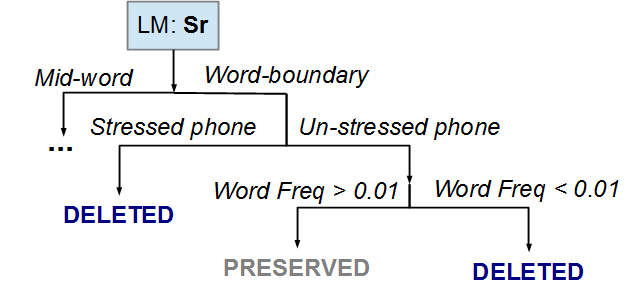 LM: Sr
Mid-word
Word-boundary
...
Stressed phone
Un-stressed phone
DELETED
Word Freq > 0.01
Word Freq < 0.01
PRESERVED
DELETED